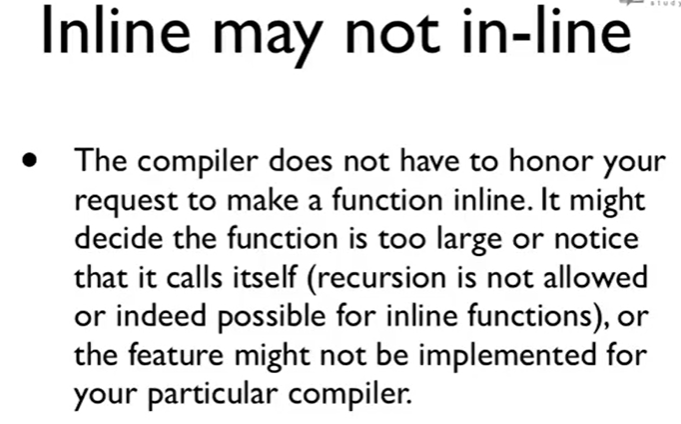 Inline may not in-line
• The compiler does not have to honor your
request to make a function inline. It might
decide the function is too large or notice
that it calls itself (recursion is not allowed
or indeed possible for inline functions), or
the feature might not be implemented for
your particular compiler.